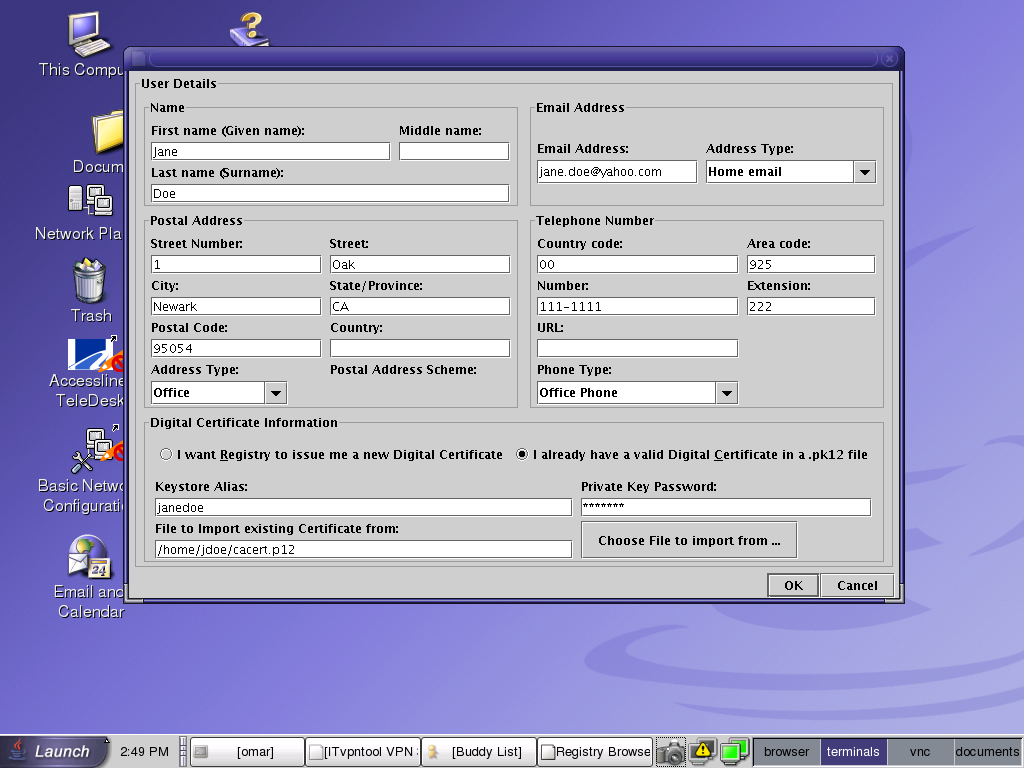 This Compu
Docum
Network Pla
Trash
Accessline
TeleDesk
Basic Netwo
Configurati
24
Email and
Calendar
User Details
Name
First name (Given name):
Middle name:
Jane
Last name (Surname):
Doe
Email Address
Email Address:
Address Type:
jane.doe@yahoo.com
Home email
Postal Address
Street Number:
Street:
1
Oak
City:
State/Province:
Newark
CA
Postal Code:
Country:
95054
Address Type:
Postal Address Scheme:
Office
Telephone Number
Country code:
Area code:
00
925
Number:
Extension:
111-1111
222
URL:
Phone Type:
Office Phone
Digital Certificate Information
I want Registry to issue me a new Digital Certificate
I already have a valid Digital Certificate in a .pk12 file
Keystore Alias:
Private Key Password:
janedoe
*******
File to Import existing Certificate from:
/home/jdoe/cacert.p12
Choose File to import from ...
OK
Cancel
Launch
2:49 PM
[omar]
[ITvpntool VPN
[Buddy List]
Registry Browse
browser
terminals
vnc
documents